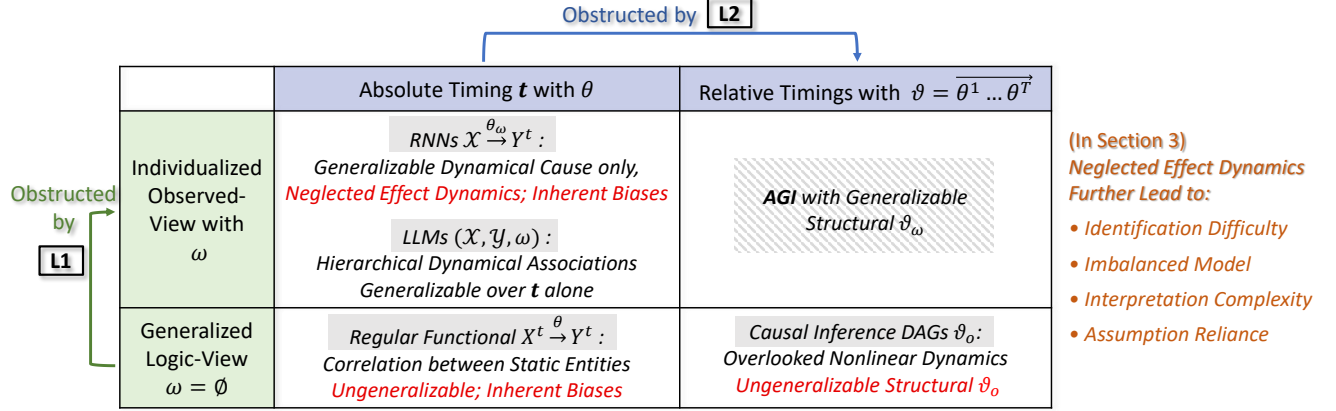 Obstructed by L2
Absolute Timing t with θ
Relative Timings with ϑ = θ¹ … θᵀ
Obstructed
by
L1
Individualized
Observed-
View with
ω
RNNs 𝒳 →^{θ_ω} Yᵗ :
Generalizable Dynamical Cause only,
Neglected Effect Dynamics; Inherent Biases
LLMs (𝒳, 𝒴, ω) :
Hierarchical Dynamical Associations
Generalizable over t alone
AGI with Generalizable
Structural ϑ_ω
Generalized
Logic-View
ω = ∅
Regular Functional Xᵗ →^{θ} Yᵗ :
Correlation between Static Entities
Ungeneralizable; Inherent Biases
Causal Inference DAGs ϑₒ:
Overlooked Nonlinear Dynamics
Ungeneralizable Structural ϑₒ
(In Section 3)
Neglected Effect Dynamics
Further Lead to:
• Identification Difficulty
• Imbalanced Model
• Interpretation Complexity
• Assumption Reliance